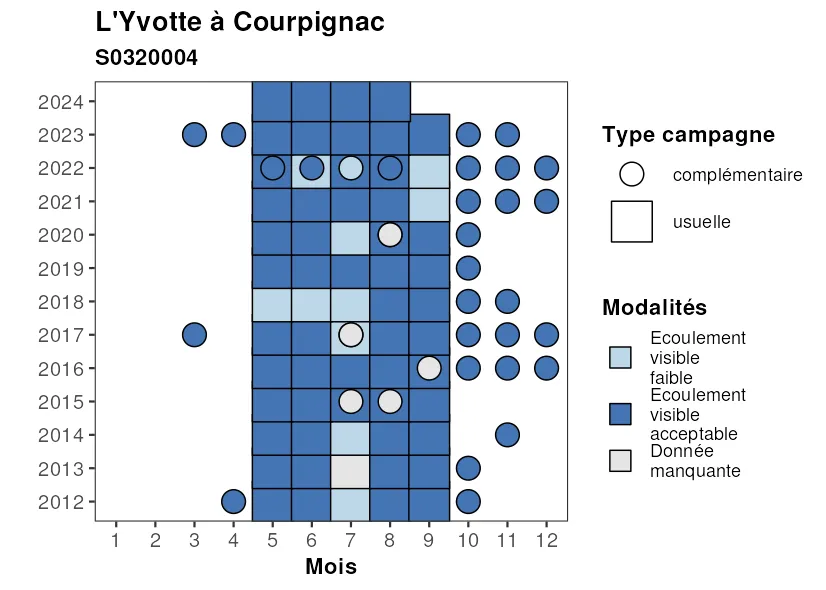 L'Yvotte à Courpignac
S0320004
2024
2023
2022
2021
2020
2019
2018
2017
2016
2015
2014
2013
2012
1 2 3 4 5 6 7 8 9 10 11 12
Mois
Type campagne
complémentaire
usuelle
Modalités
Ecoulement
visible
faible
Ecoulement
visible
acceptable
Donnée
manquante